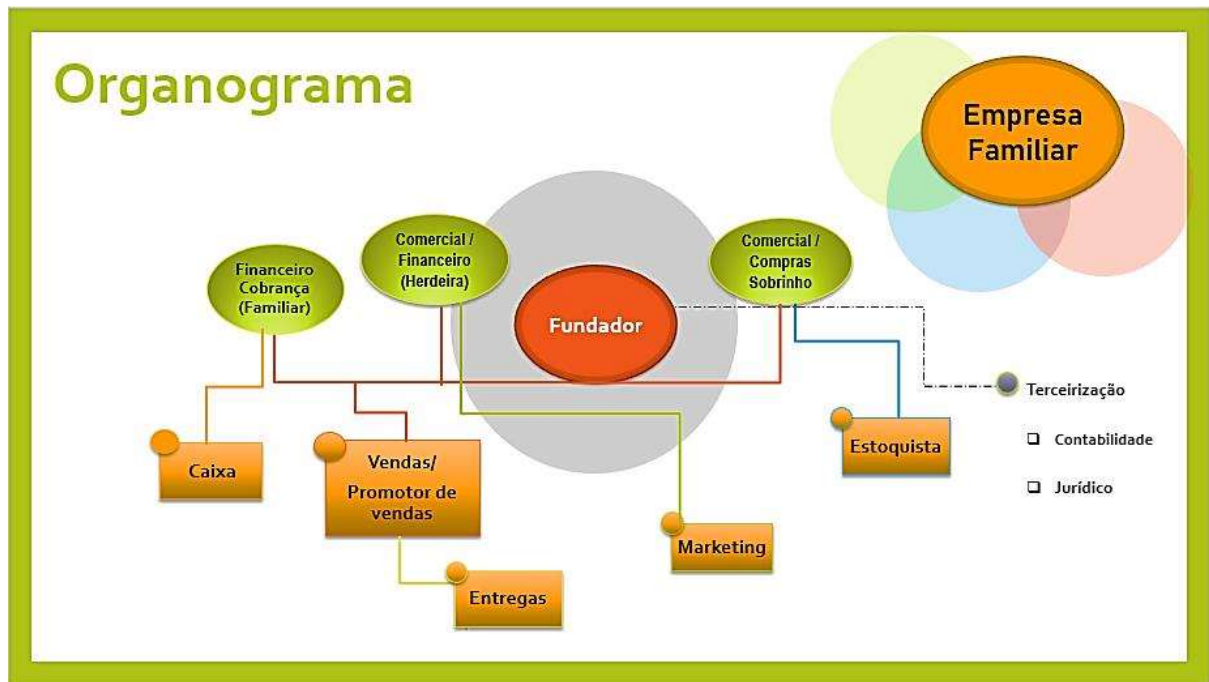 Organograma
Empresa
Familiar
Financeiro
Cobrança
(Familiar)
Comercial /
Financeiro
(Herdeira)
Fundador
Comercial /
Compras
Sobrinho
Caixa
Vendas/
Promotor de
vendas
Entregas
Marketing
Estoquista
Terceirização
Contabilidade
Jurídico